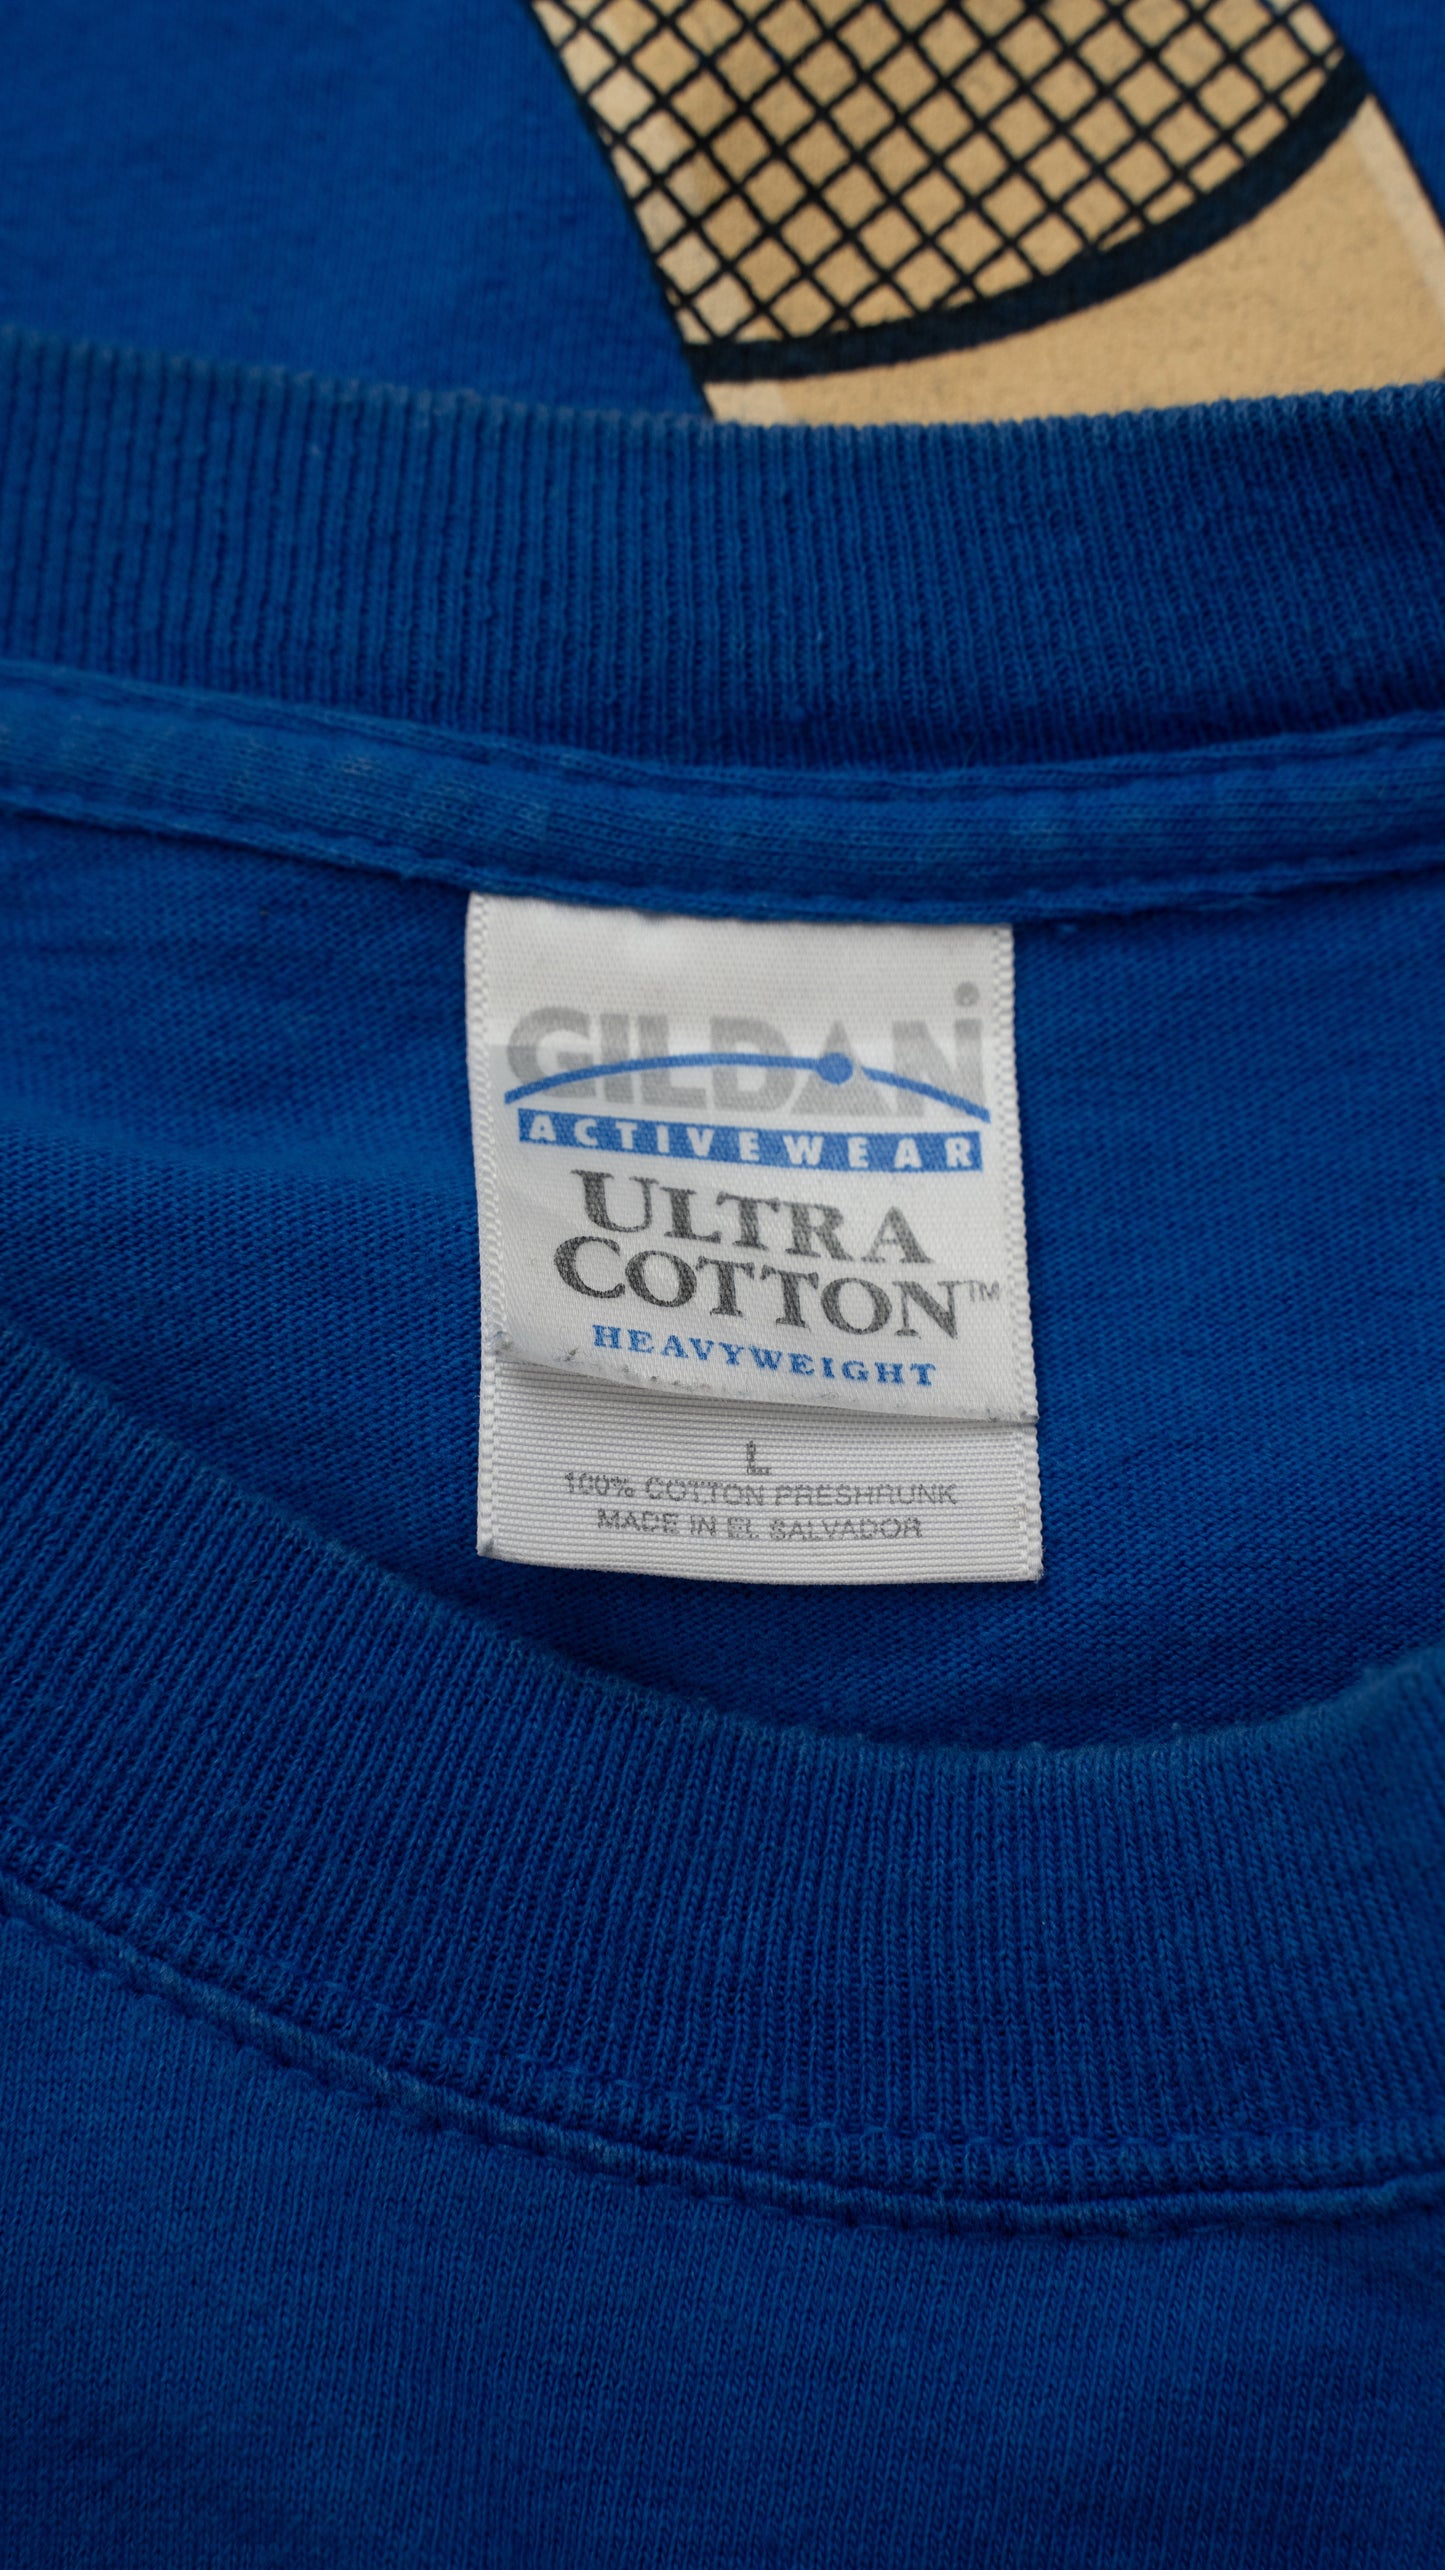 GILDAN
ACTIVEWEAR
ULTRA
COTTON™
HEAVYWEIGHT
L
100% COTTON PRESHRUNK
MADE IN EL SALVADOR